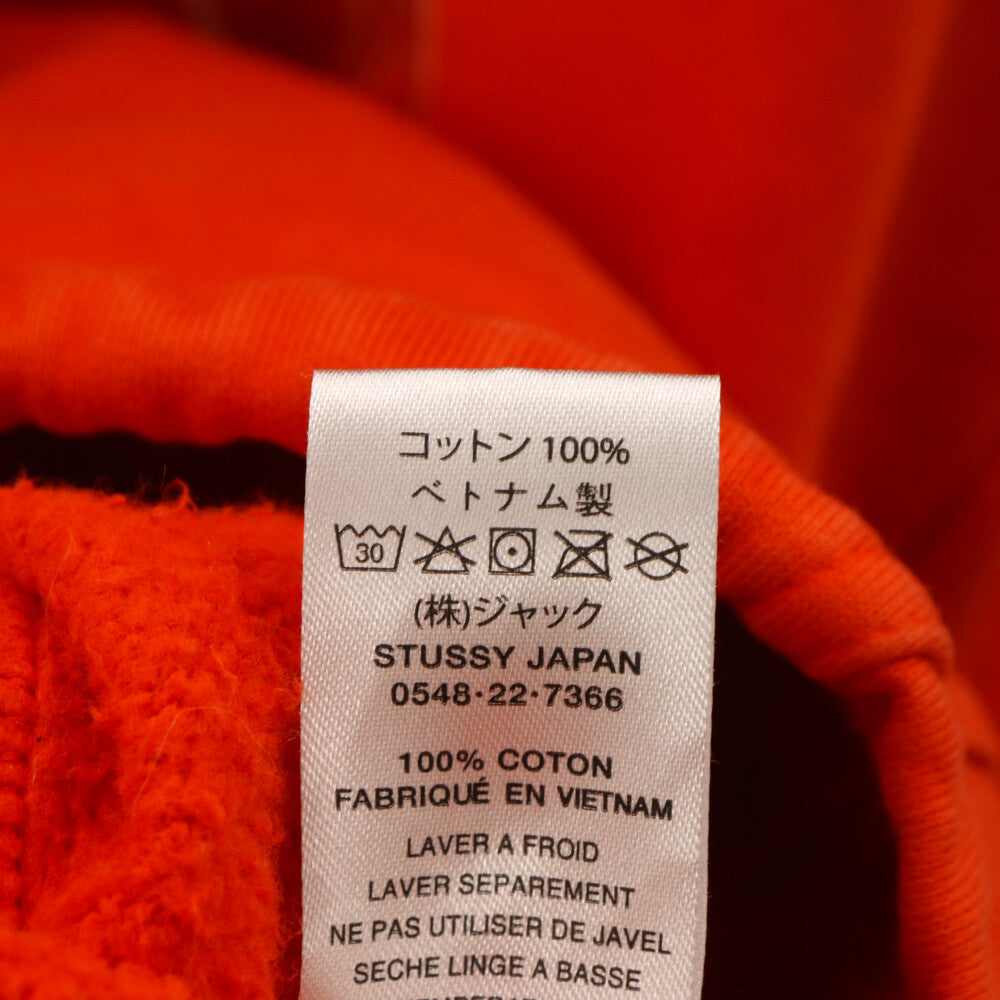 コットン 100%
ベトナム製
30
(株)ジャック
STUSSY JAPAN
0548·22·7366
100% COTON
FABRIQUÉ EN VIETNAM
LAVER A FROID
LAVER SEPAREMENT
NE PAS UTILISER DE JAVEL
SECHE LINGE A BASSE